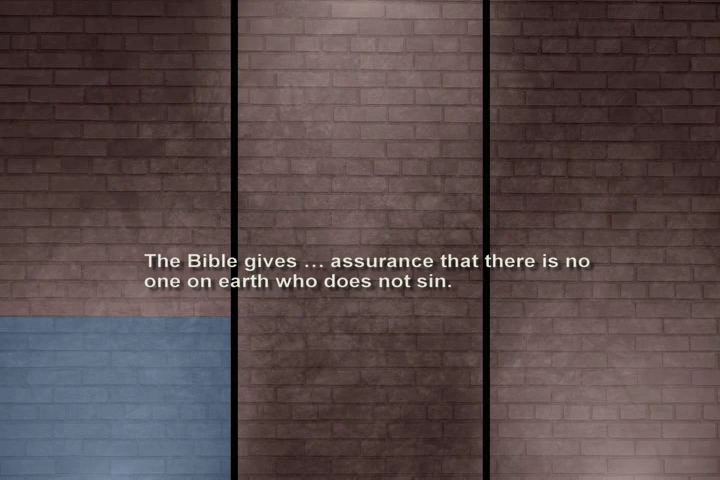 The Bible gives … assurance that there is no
one on earth who does not sin.